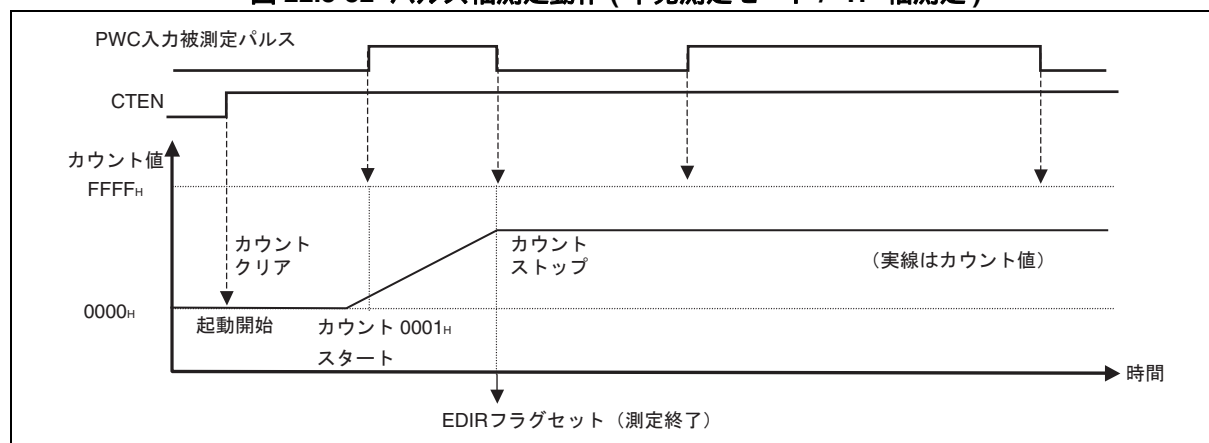 PWC入力被測定パルス
CTEN
カウント値
FFFFH
カウント
クリア
カウント
ストップ
(実線はカウント値)
0000H
起動開始
カウント 0001H
スタート
時間
EDIRフラグセット(測定終了)